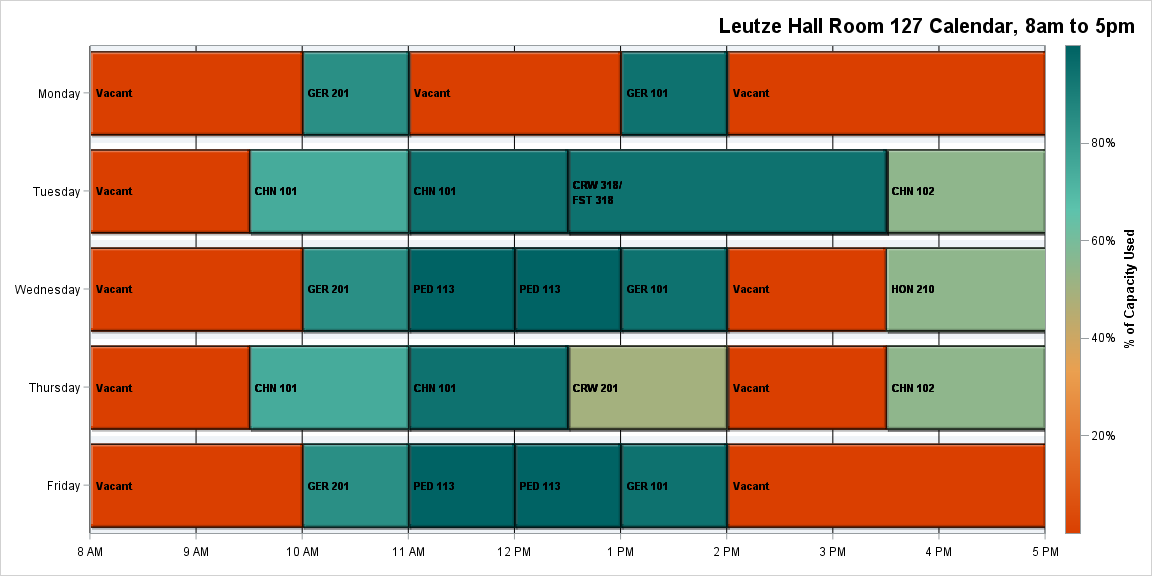 Leutze Hall Room 127 Calendar, 8am to 5pm
Monday
Vacant
GER 201
Vacant
GER 101
Vacant
Tuesday
Vacant
CHN 101
CHN 101
CRW 318/
FST 318
CHN 102
Wednesday
Vacant
GER 201
PED 113
PED 113
GER 101
Vacant
HON 210
Thursday
Vacant
CHN 101
CHN 101
CRW 201
Vacant
CHN 102
Friday
Vacant
GER 201
PED 113
PED 113
GER 101
Vacant
8 AM
9 AM
10 AM
11 AM
12 PM
1 PM
2 PM
3 PM
4 PM
5 PM
80%
60%
40%
20%
% of Capacity Used